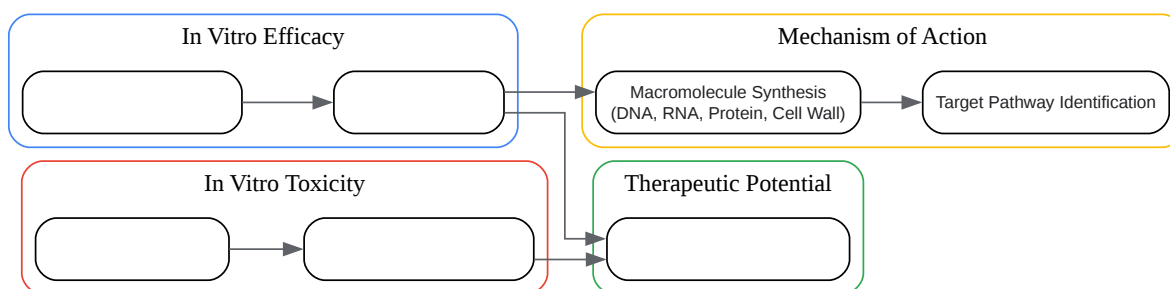 In Vitro Efficacy
Mechanism of Action
Macromolecule Synthesis
(DNA, RNA, Protein, Cell Wall)
Target Pathway Identification
In Vitro Toxicity
Therapeutic Potential